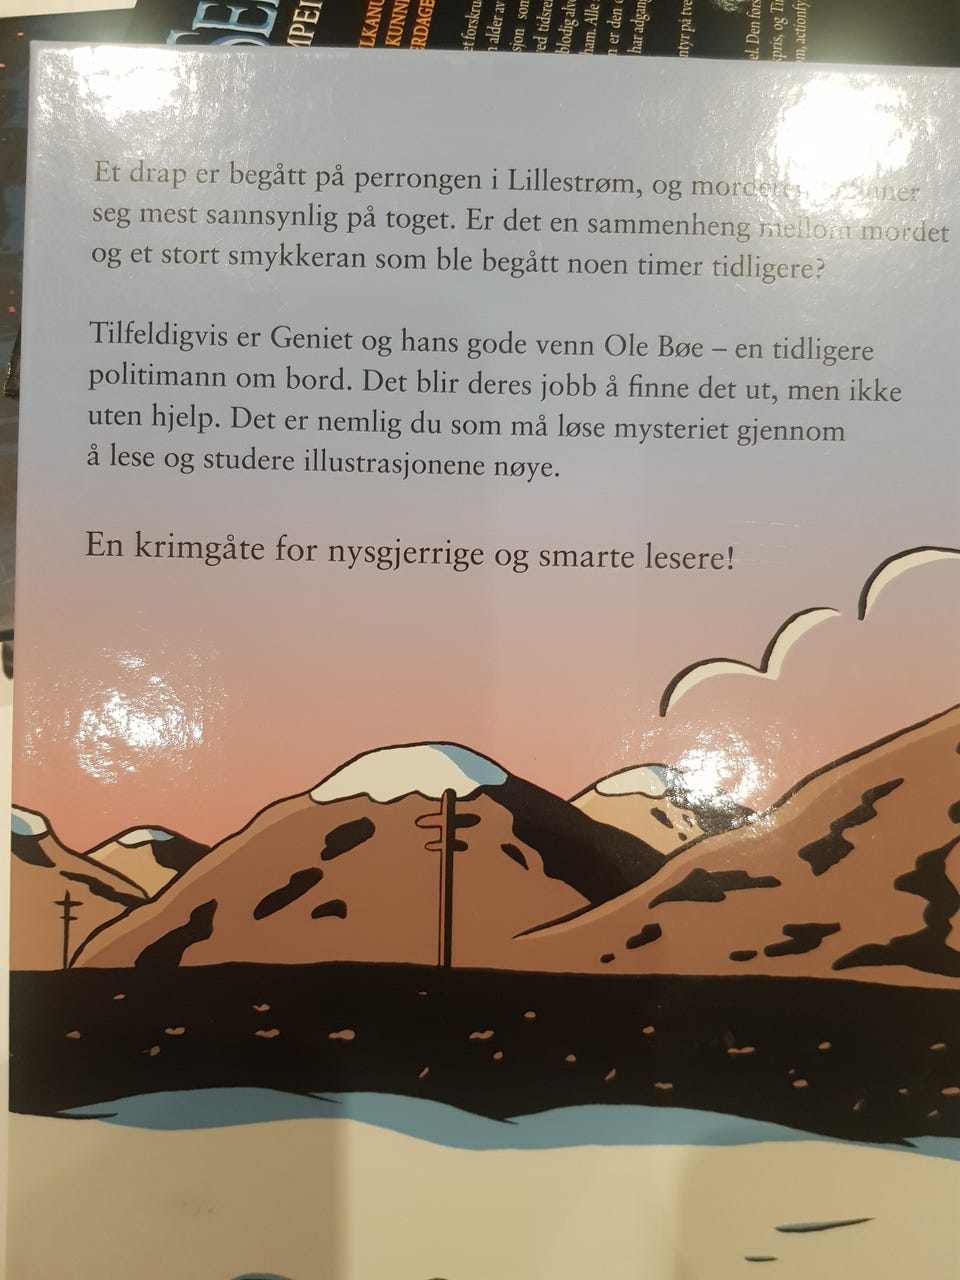 Et drap er begått på perrongen i Lillestrøm, og
seg mest sannsynlig på toget. Er det en sammenheng mellom mordet
og et stort smykkeran som ble begått noen timer tidligere?
Tilfeldigvis er Geniet og hans gode venn Ole Bøe – en tidligere
politimann om bord. Det blir deres jobb å finne det ut, men ikke
uten hjelp. Det er nemlig du som må løse mysteriet gjennom
å lese og studere illustrasjonene nøye.
En krimgåte for nysgjerrige og smarte lesere!